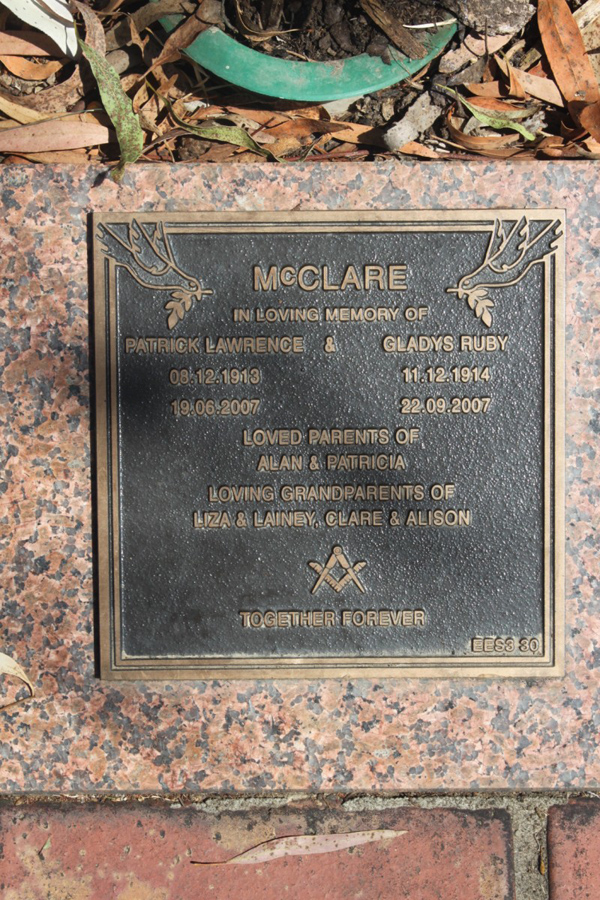 McCLARE
IN LOVING MEMORY OF
PATRICK LAWRENCE & GLADYS RUBY
08.12.1913 11.12.1914
19.06.2007 22.09.2007
LOVED PARENTS OF
ALAN & PATRICIA
LOVING GRANDPARENTS OF
LIZA & LAINEY, CLARE & ALISON
TOGETHER FOREVER
EES3 30